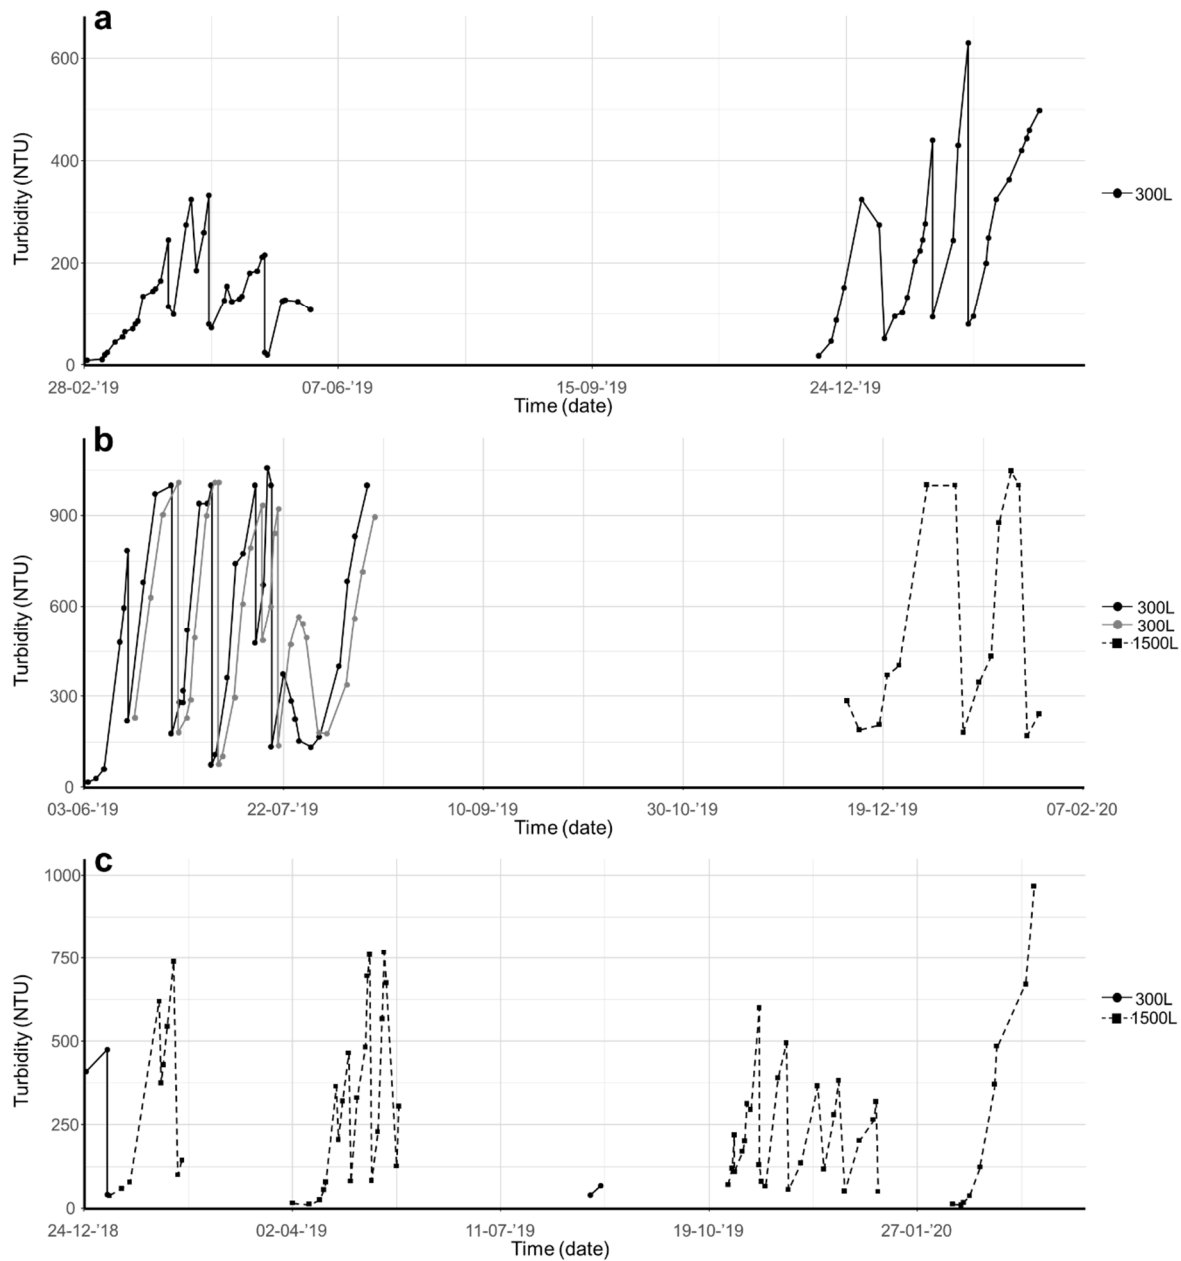 a
Turbidity (NTU)
600
400
200
0
28-02-'19 07-06-'19 15-09-'19 24-12-'19
Time (date)
300L
b
Turbidity (NTU)
900
600
300
0
03-06-'19 22-07-'19 10-09-'19 30-10-'19 19-12-'19 07-02-'20
Time (date)
300L
300L
1500L
c
Turbidity (NTU)
1000
750
500
250
0
24-12-'18 02-04-'19 11-07-'19 19-10-'19 27-01-'20
Time (date)
300L
1500L